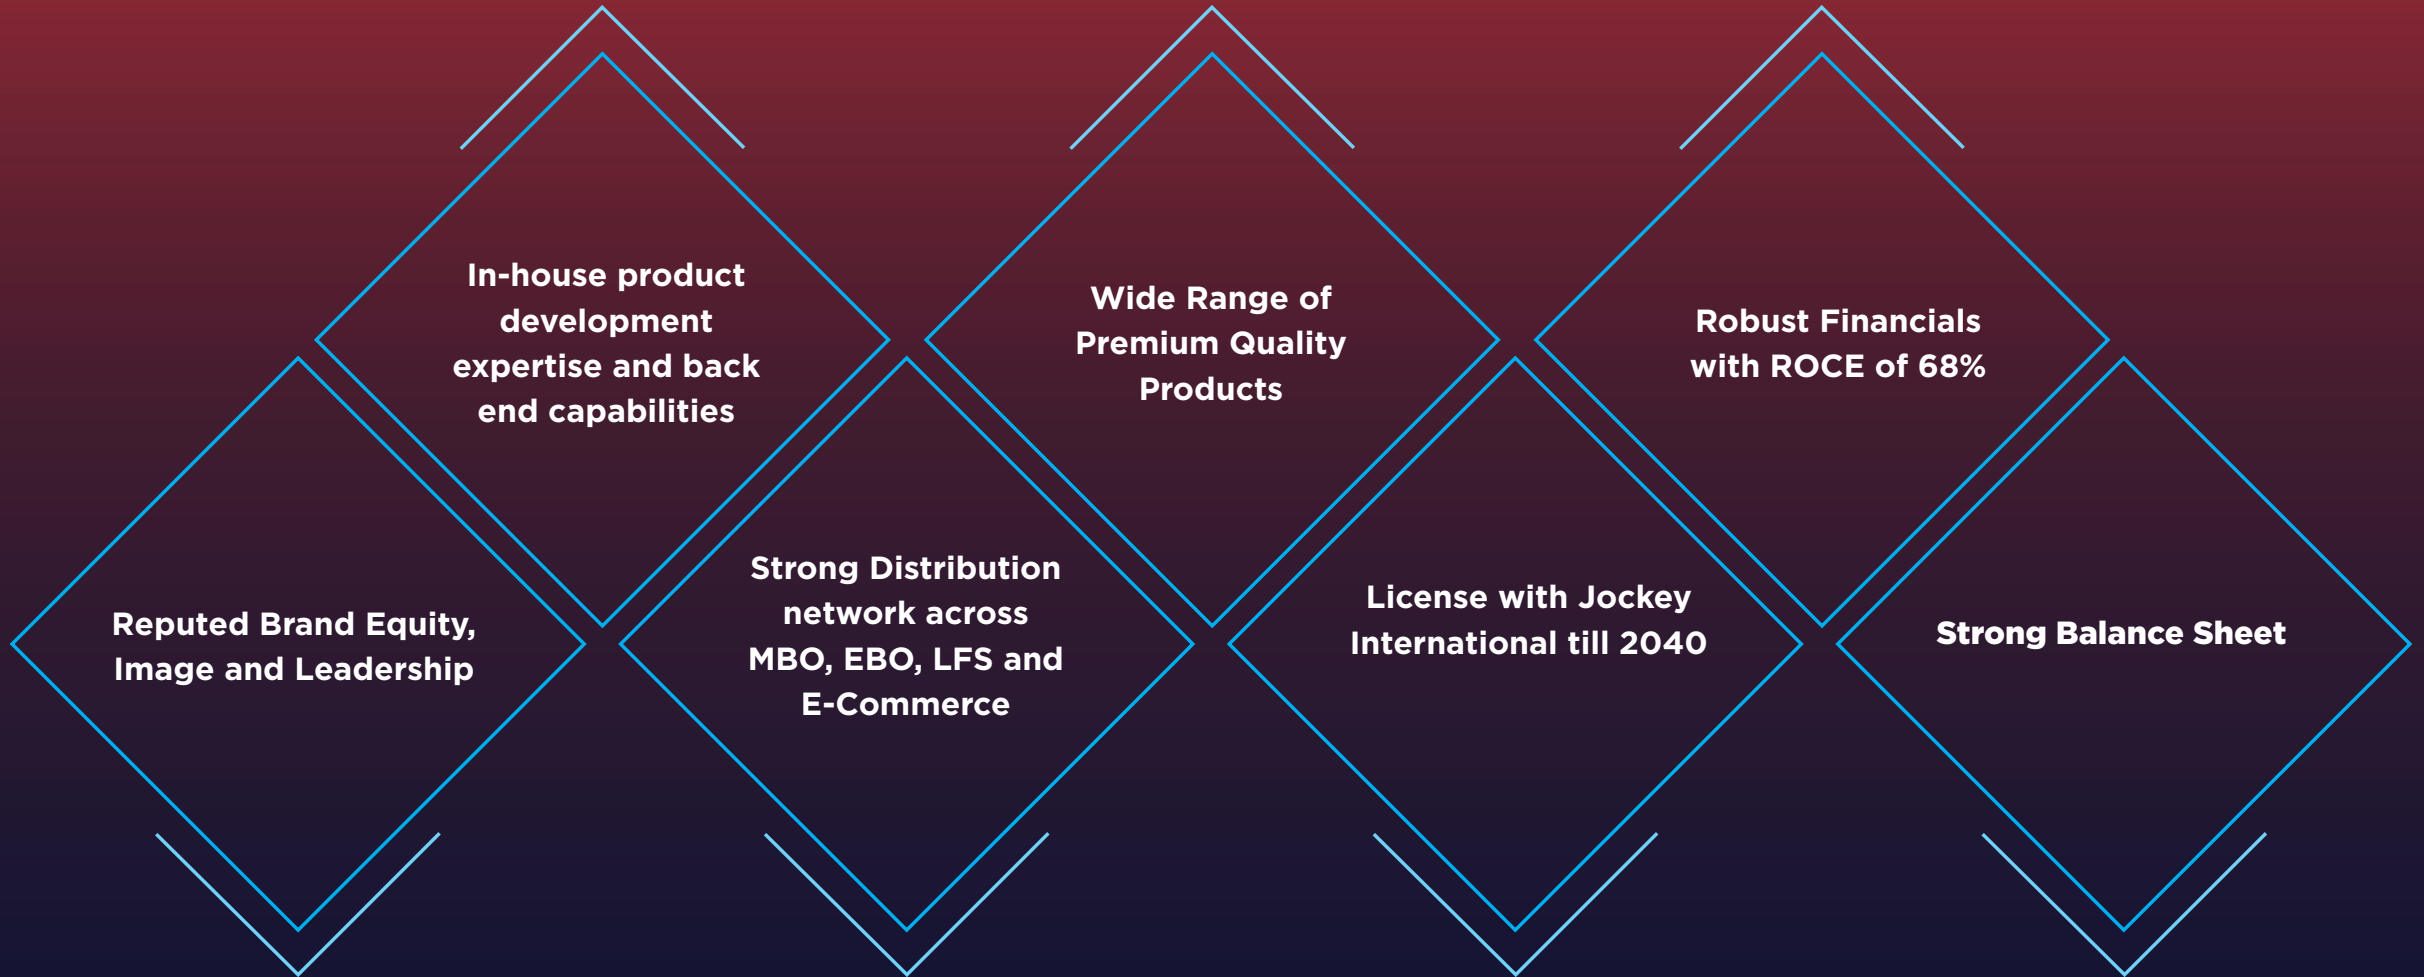 In-house product
development
expertise and back
end capabilities
Wide Range of
Premium Quality
Products
Robust Financials
with ROCE of 68%
Reputed Brand Equity,
Image and Leadership
Strong Distribution
network across
MBO, EBO, LFS and
E-Commerce
License with Jockey
International till 2040
Strong Balance Sheet